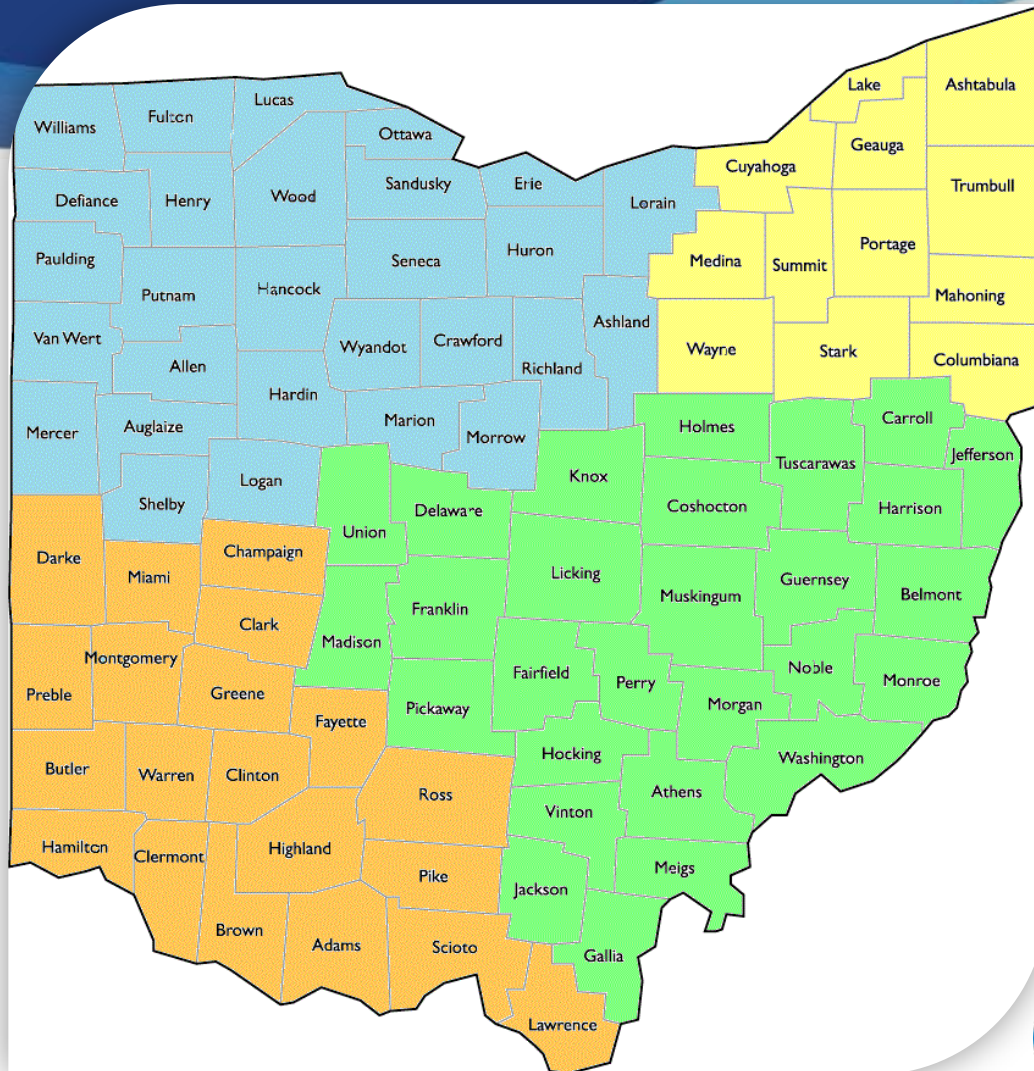 Lake
Ashtabula
Lucas
Fulton
Williams
Ottawa
Geauga
Cuyahoga
Sandusky
Erie
Trumbull
Wood
Defiance
Henry
Lorain
Portage
Huron
Paulding
Seneca
Medina
Summit
Hancock
Putnam
Mahoning
Ashland
Van Wert
Wyandot
Crawford
Wayne
Stark
Columbiana
Allen
Richland
Hardin
Carroll
Marion
Holmes
Auglaize
Mercer
Morrow
Jefferson
Tuscarawas
Knox
Logan
Shelby
Coshocton
Harrison
Delaware
Union
Champaign
Darke
Miami
Licking
Guernsey
Belmont
Muskingum
Franklin
Clark
Madison
Montgomery
Noble
Fairfield
Monroe
Perry
Preble
Greene
Morgan
Pickaway
Fayette
Hocking
Washington
Butler
Warren
Clinton
Athens
Ross
Vinton
Hamilton
Highland
Clermont
Meigs
Pike
Jackson
Brown
Adams
Scioto
Gallia
Lawrence